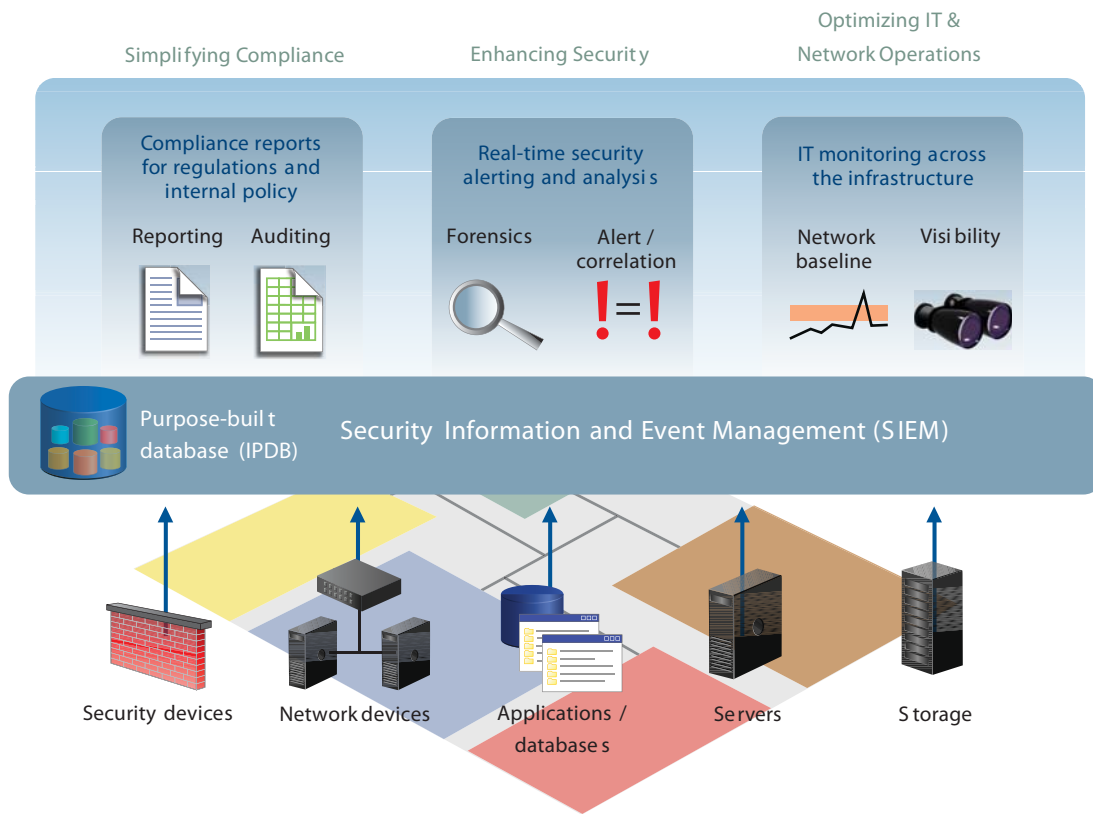 Simplifying Compliance
Enhancing Security
Optimizing IT &
Network Operations
Compliance reports
for regulations and
internal policy
Reporting
Auditing
Real-time security
alerting and analysis
Forensics
Alert /
correlation
!=!
IT monitoring across
the infrastructure
Network
baseline
Visibility
Purpose-built
database (IPDB)
Security Information and Event Management (SIEM)
Security devices
Network devices
Applications /
databases
Servers
Storage